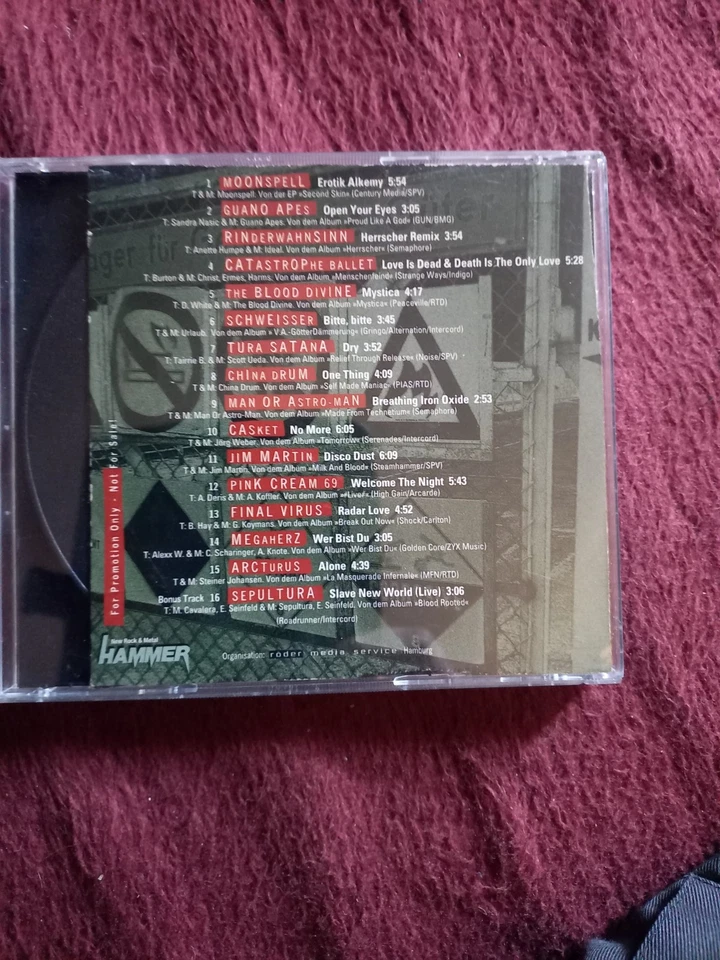 1 MOONSPELL Erotik Alkemy 5:54
T & M: Moonspell. Von der EP »Second Skin« (Century Media/SPV)
2 GUANO APES Open Your Eyes 3:05
T: Sandra Nasic & M: Guano Apes. Von dem Album »Proud Like A God« (GUN/BMG)
3 RINDERWAHNSINN Herrscher Remix 3:54
T: Anette Humpe & M: Ideal. Von dem Album »Herrscher« (Semaphore)
4 CATASTROPHE BALLET Love Is Dead & Death Is The Only Love 5:28
T: Burton & M: Christ, Ermes, Harms. Von dem Album »Menschenfeind« (Strange Ways/Indigo)
5 THE BLOOD DIVINE Mystica 4:17
T: D. White & M: The Blood Divine. Von dem Album »Mystica« (Peaceville/RTD)
6 SCHWEISSER Bitte, bitte 3:45
T & M: Urlaub. Von dem Album »V.A.-GötterDämmerung« (Gringo/Alternation/Intercord)
7 TURA SATANA Dry 3:52
T: Tairrie B. & M: Scott Ueda. Von dem Album »Relief Through Release« (Noise/SPV)
8 CHINA DRUM One Thing 4:09
T & M: China Drum. Von dem Album »Self Made Maniac« (PIAS/RTD)
9 MAN OR ASTRO-MAN Breathing Iron Oxide 2:53
T & M: Man Or Astro-Man. Von dem Album »Made From Technetium« (Semaphore)
10 CASKET No More 6:05
T & M: Jörg Weber. Von dem Album »Tomorrow« (Serenades/Intercord)
11 JIM MARTIN Disco Dust 6:09
T & M: Jim Martin. Von dem Album »Milk And Blood« (Steamhammer/SPV)
12 PINK CREAM 69 Welcome The Night 5:43
T: A. Deris & M: A. Koffler. Von dem Album »Live« (High Gain/Arcarde)
13 FINAL VIRUS Radar Love 4:52
T: B. Hay & M: G. Koymans. Von dem Album »Break Out Now« (Shock/Carlton)
14 MEGAHERZ Wer Bist Du 3:05
T: Alexx W. & M: C. Scharinger, A. Knote. Von dem Album »Wer Bist Du« (Golden Core/ZYX Music)
15 ARCTURUS Alone 4:39
T & M: Steiner Johansen. Von dem Album »La Masquerade Infernale« (MFN/RTD)
Bonus Track 16 SEPULTURA Slave New World (Live) 3:06
T: M. Cavalera, E. Seinfeld & M: Sepultura, E. Seinfeld. Von dem Album »Blood Rooted«
(Roadrunner/Intercord)
For Promotion Only - Not For Sale!
New Rock & Metal
HAMMER
Organisation: röder media service Hamburg